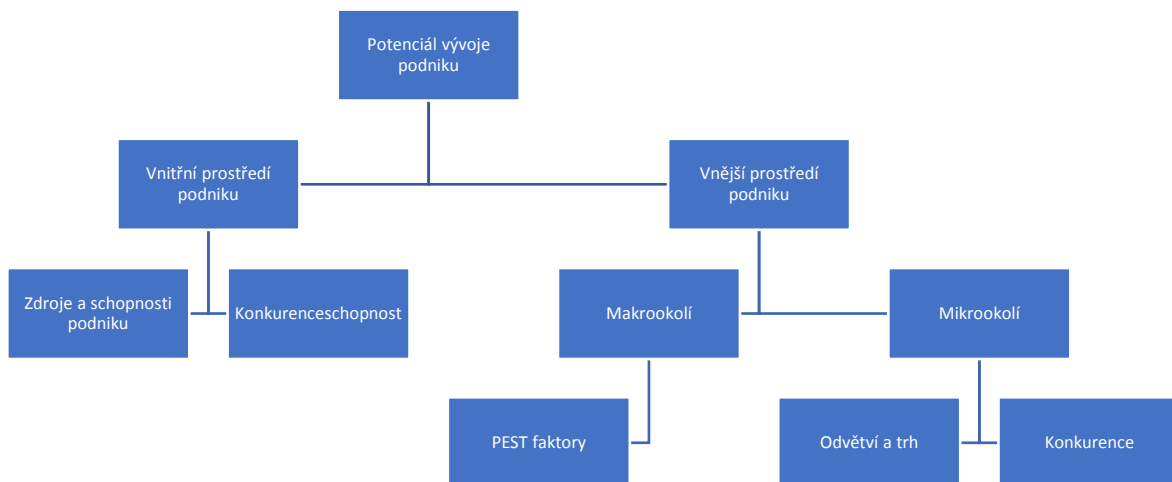 Potenciál vývoje
podniku
Vnitřní prostředí
podniku
Vnější prostředí
podniku
Zdroje a schopnosti
podniku
Konkurenceschopnost
Makrookolí
Mikrookolí
PEST faktory
Odvětví a trh
Konkurence